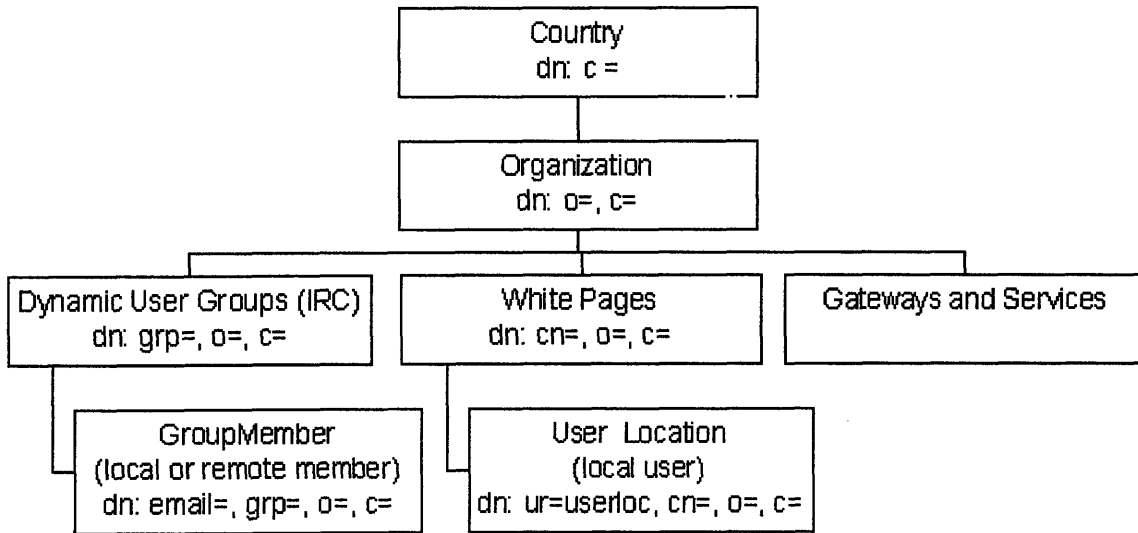 Country
dn: c =
Organization
dn: o=, c=
Dynamic User Groups (IRC)
dn: grp=, o=, c=
White Pages
dn: cn=, o=, c=
Gateways and Services
GroupMember
(local or remote member)
dn: email=, grp=, o=, c=
User Location
(local user)
dn: ur=userloc, cn=, o=, c=